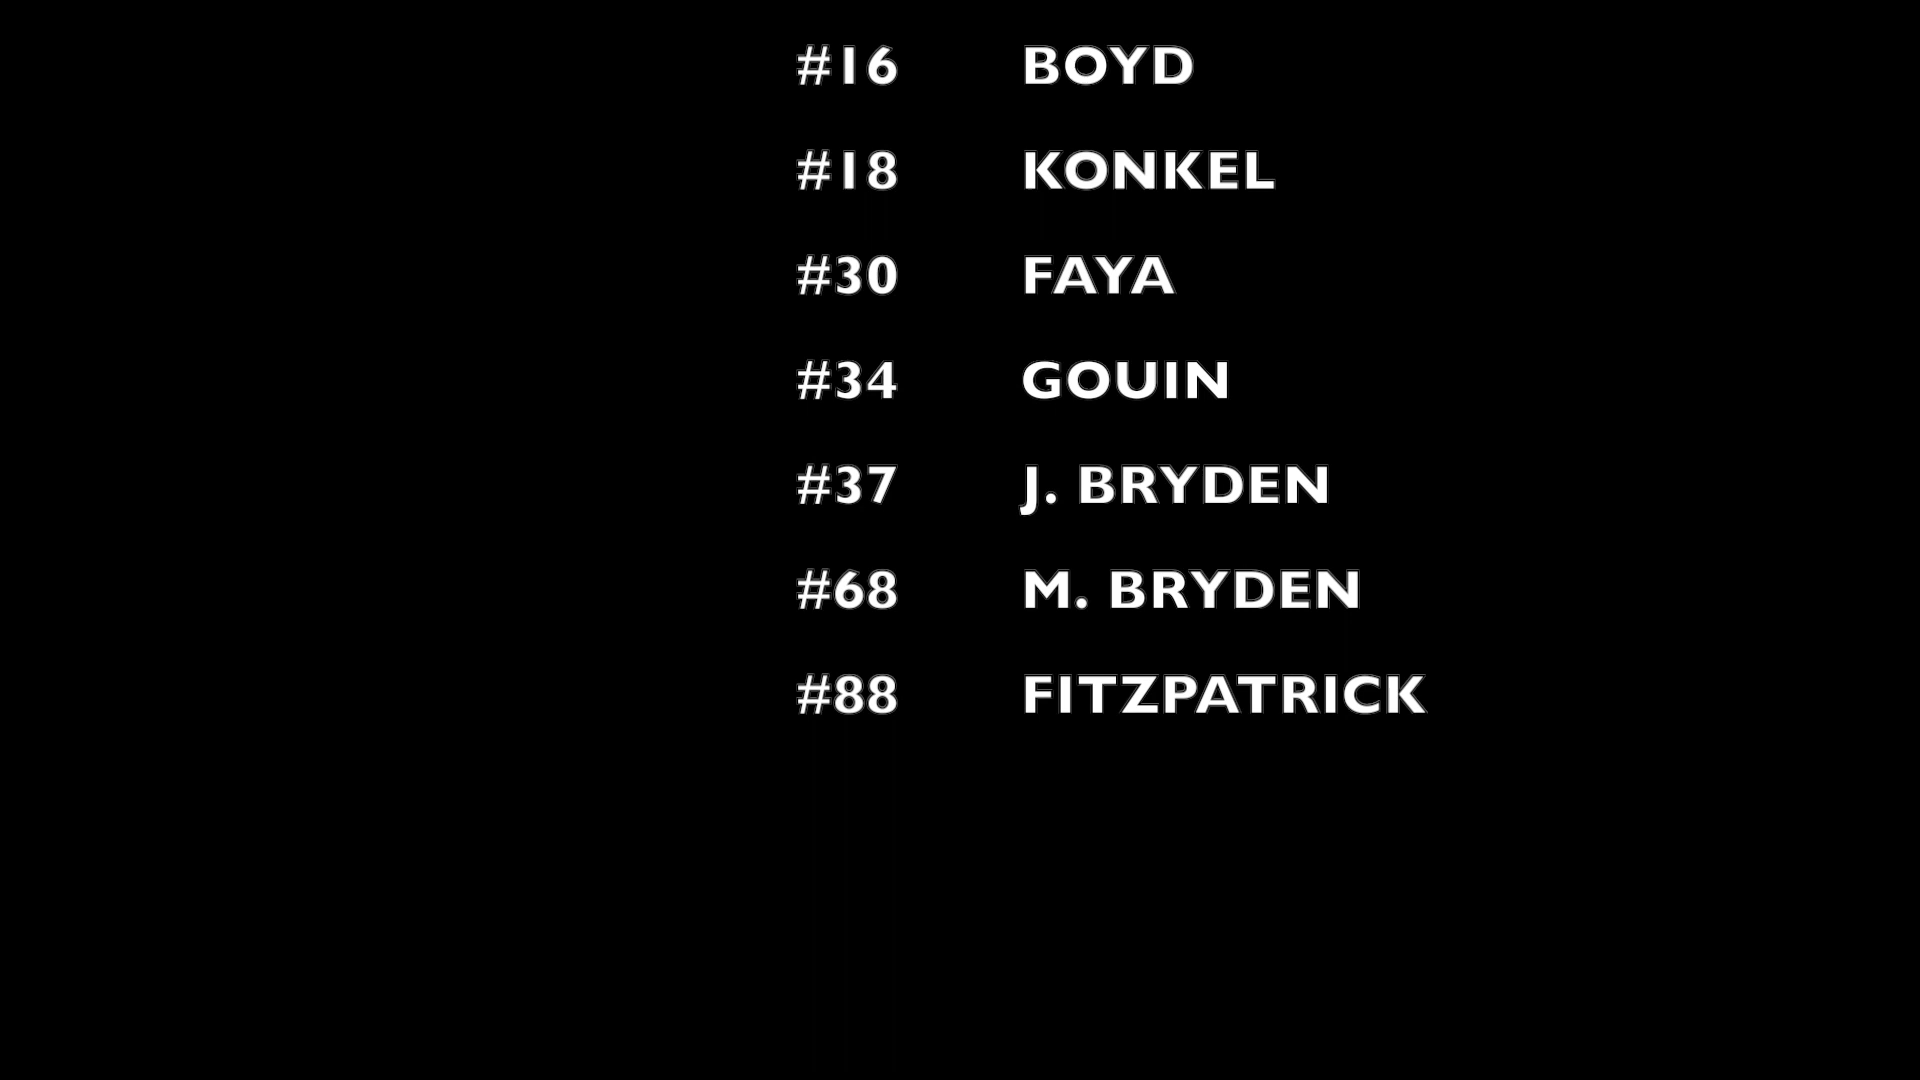 #16 BOYD
#18 KONKEL
#30 FAYA
#34 GOUIN
#37 J. BRYDEN
#68 M. BRYDEN
#88 FITZPATRICK